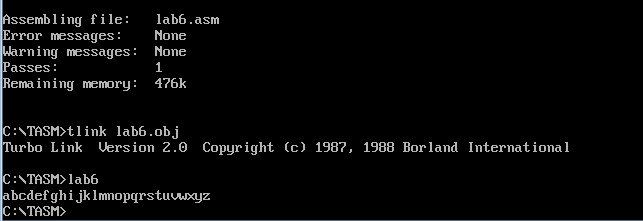 Assembling file:   lab6.asm
Error messages:    None
Warning messages:  None
Passes:            1
Remaining memory:  476k
C:\TASM>tlink lab6.obj
Turbo Link  Version 2.0  Copyright (c) 1987, 1988 Borland International
C:\TASM>lab6
abcdefghijklmnopqrstuvwxyz
C:\TASM>